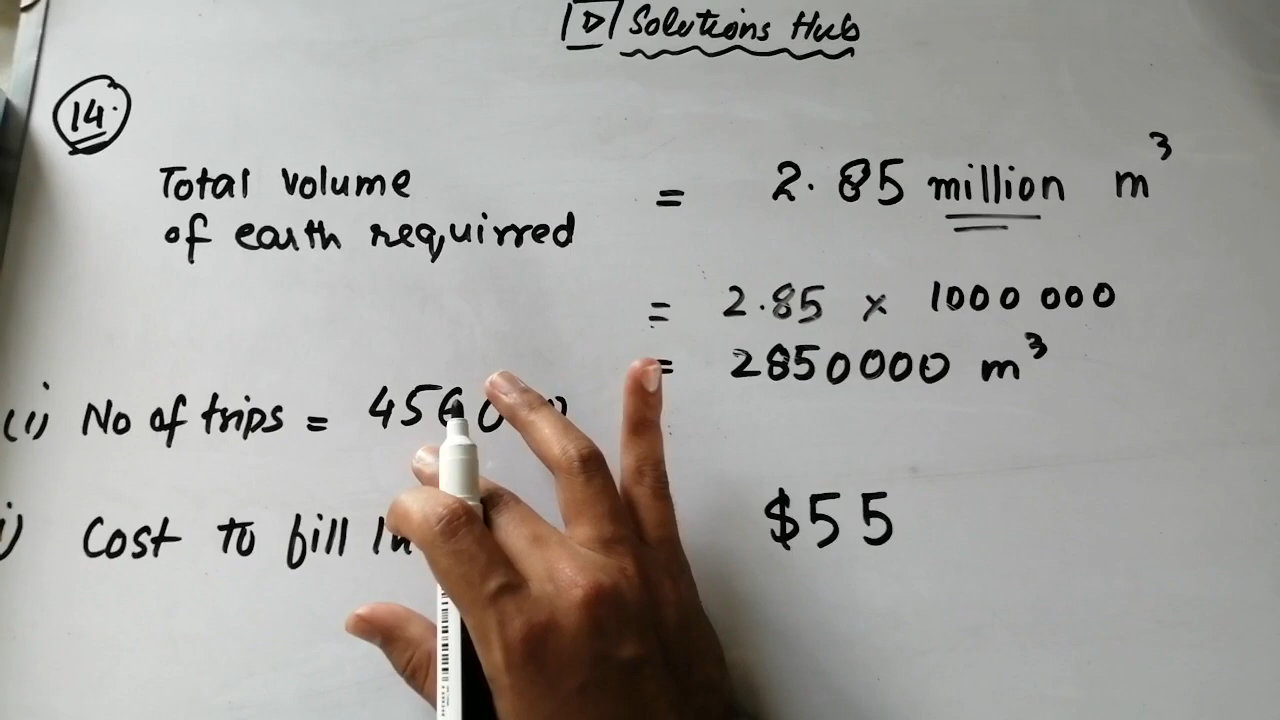 Solutions Hub
14.
Total volume = 2.85 million m³
of earth requirred
= 2.85 x 1000 000
= 2850000 m³
(i) No of trips =
) Cost to fill $55